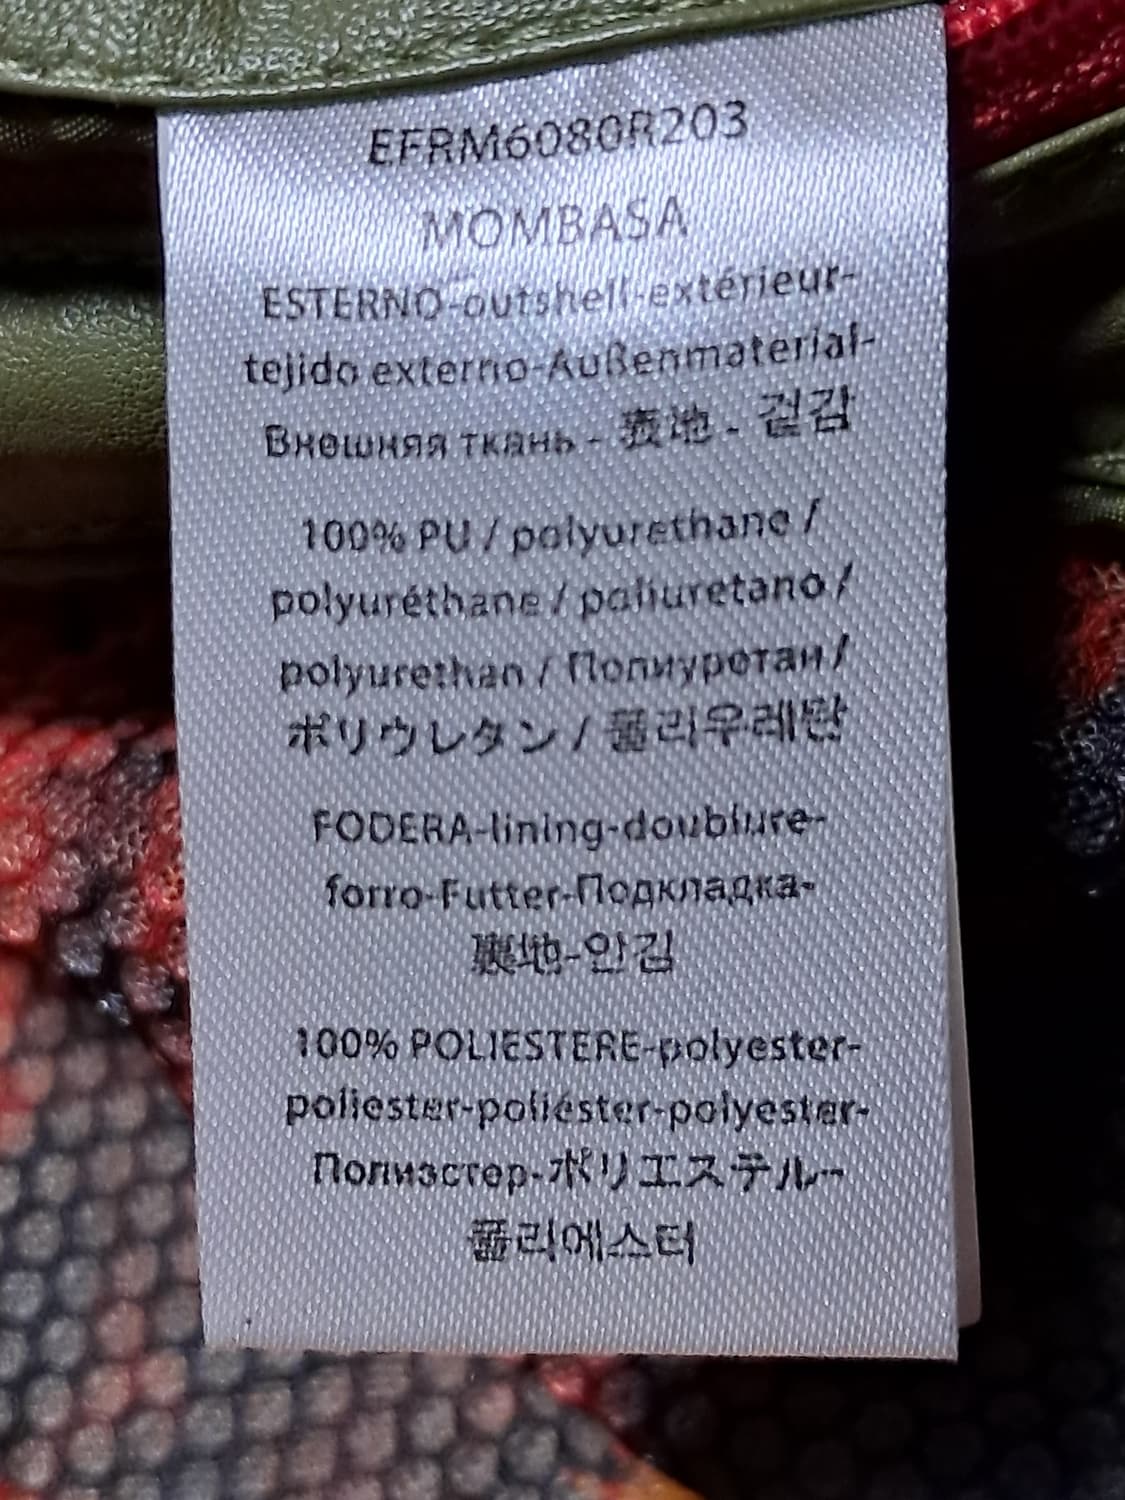 EFRM6080R203
MOMBASA
ESTERNO-outshell-extérieur-
tejido externo-Außenmaterial-
Внешняя ткань - 表地 - 겉감
100% PU / polyurethane /
polyuréthane / poliuretano /
polyurethan / Полиуретан /
ポリウレタン / 폴리우레탄
FODERA-lining-doublure-
forro-Futter-Подкладка-
裏地-안감
100% POLIESTERE-polyester-
poliester-poliéster-polyester-
Полиэстер-ポリエステル-
폴리에스터